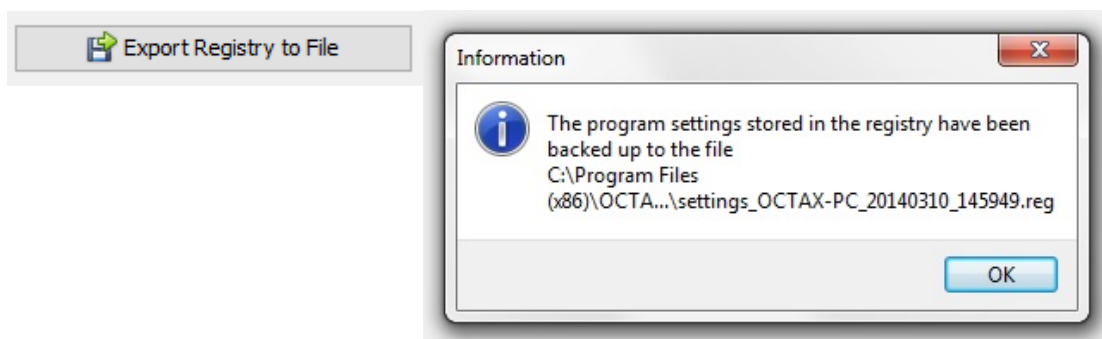 Export Registry to File
Information
The program settings stored in the registry have been
backed up to the file
C:\Program Files
(x86)\OCTA...\settings_OCTAX-PC_20140310_145949.reg
OK